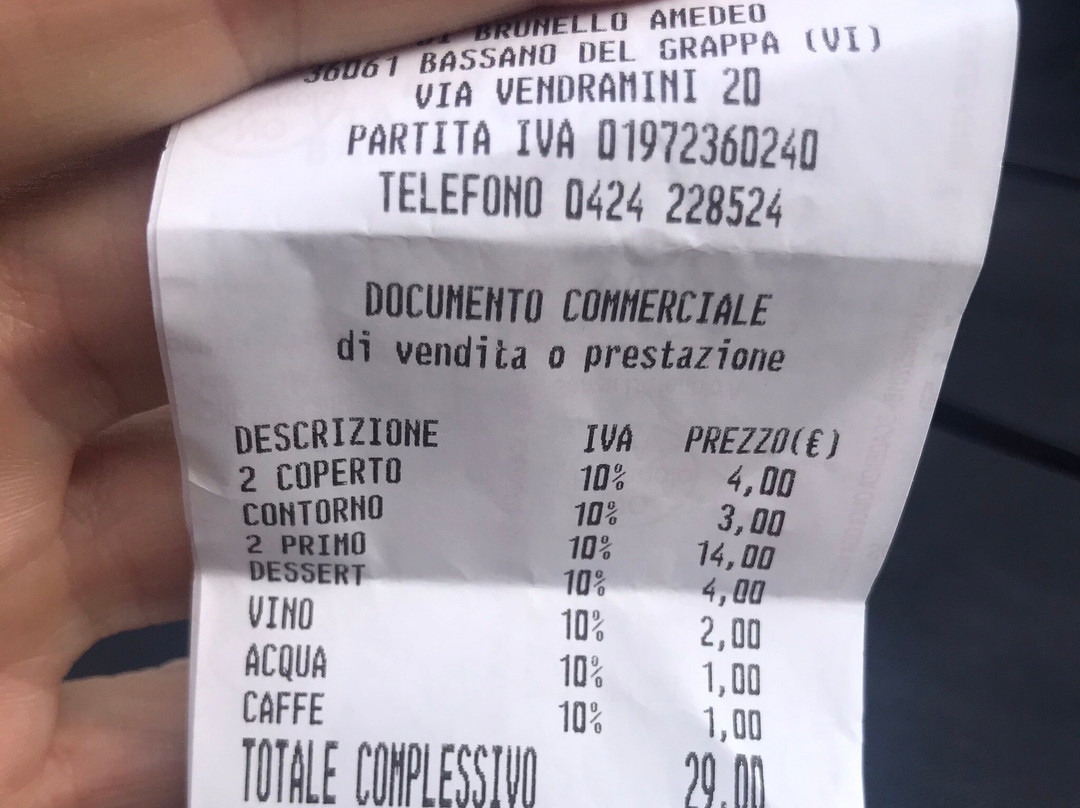 DI BRUNELLO AMEDEO
36061 BASSANO DEL GRAPPA (VI)
VIA VENDRAMINI 20
PARTITA IVA 01972360240
TELEFONO 0424 228524
DOCUMENTO COMMERCIALE
di vendita o prestazione
DESCRIZIONE IVA PREZZO(€)
2 COPERTO 10% 4,00
CONTORNO 10% 3,00
2 PRIMO 10% 14,00
DESSERT 10% 4,00
VINO 10% 2,00
ACQUA 10% 1,00
CAFFE 10% 1,00
TOTALE COMPLESSIVO 29,00